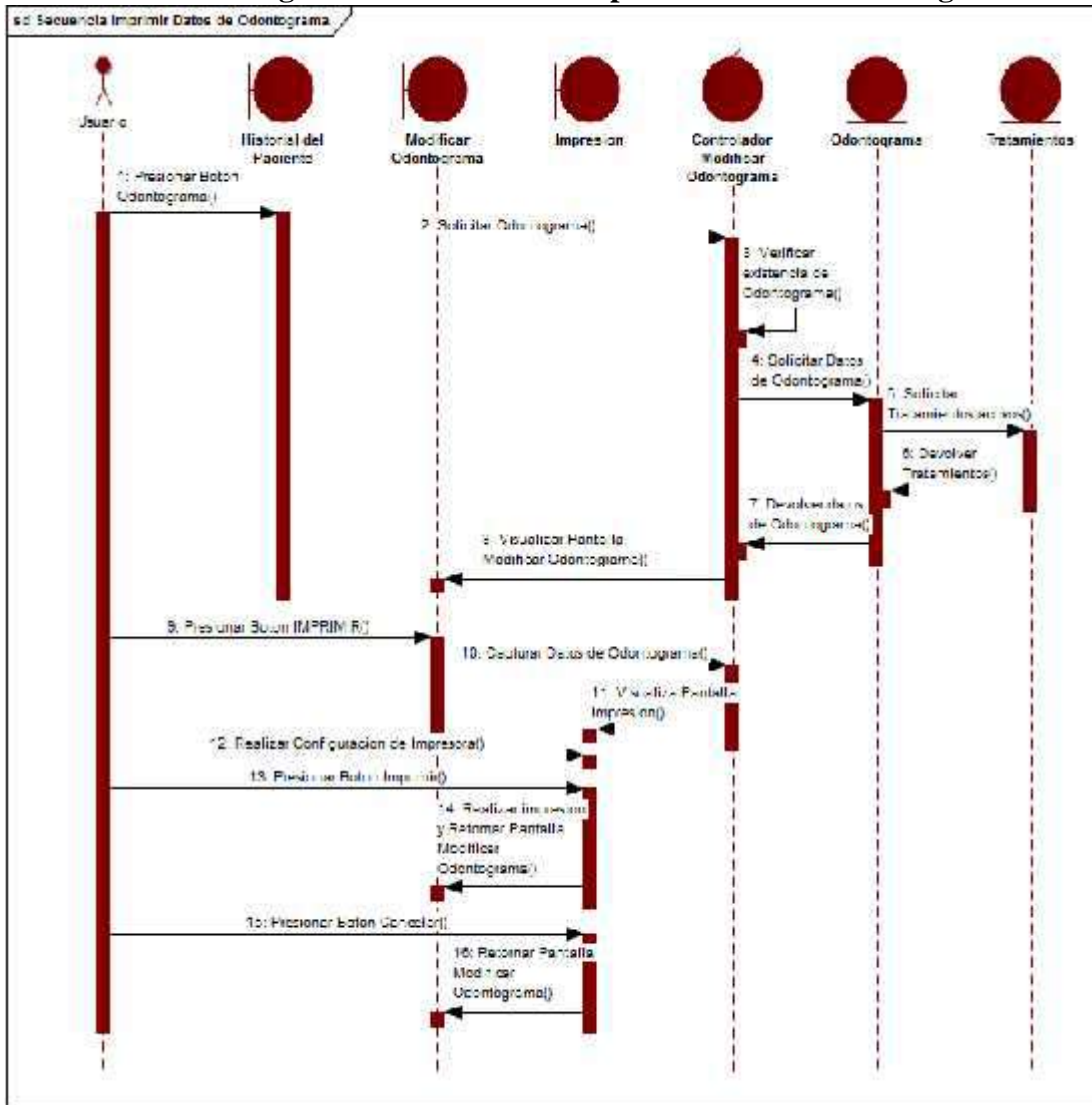 sd Secuencia Imprimir Datos de Odontograma
Usuario
Historial del
Paciente
Modificar
Odontograma
Impresion
Controlador
Modificar
Odontograma
Odontograma
Tratamientos
1: Presionar Boton
Odontograma()
2: Solicitar Odontograma()
3: Verificar
existencia de
Odontograma()
4: Solicitar Datos
de Odontograma()
5: Solicitar
Tratamientos
6: Devolver
Tratamientos()
7: Devolver datos
de Odontograma()
8: Visualizar Pantalla
Modificar Odontograma()
9: Presionar Boton IMPRIMIR()
10: Capturar Datos de Odontograma()
11: Visualiza Pantalla
Impresion()
12: Realizar Configuracion de Impresora()
13: Presionar Boton Imprimir()
14: Realizar impresion
y Retornar Pantalla
Modificar
Odontograma()
15: Presionar Boton Cancelar()
16: Retornar Pantalla
Modificar
Odontograma()